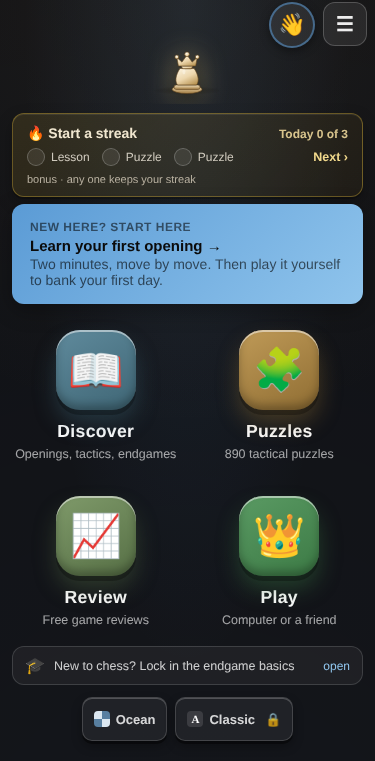 🔥 Start a streak
Today 0 of 3
Lesson
Puzzle
Puzzle
Next ›
bonus · any one keeps your streak
NEW HERE? START HERE
Learn your first opening →
Two minutes, move by move. Then play it yourself
to bank your first day.
Discover
Puzzles
Openings, tactics, endgames
890 tactical puzzles
Review
Play
Free game reviews
Computer or a friend
New to chess? Lock in the endgame basics
open
Ocean
A Classic